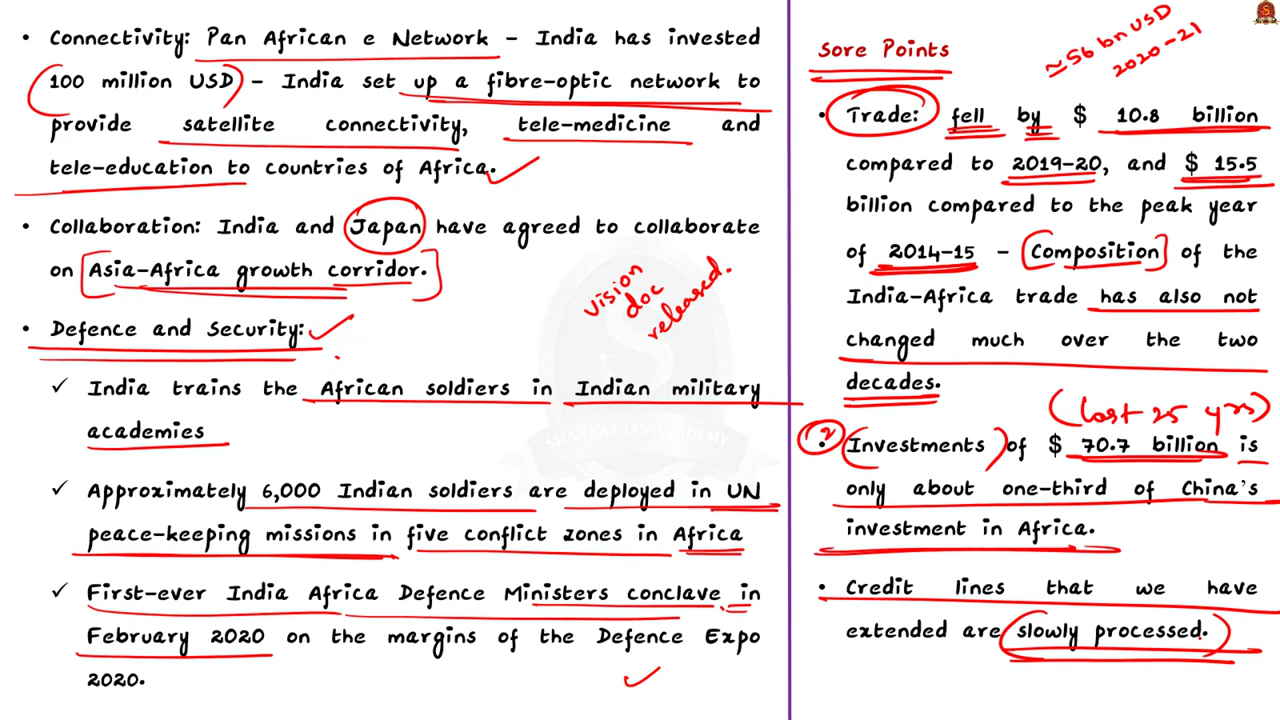 • Connectivity: Pan African e Network – India has invested
100 million USD – India set up a fibre-optic network to
provide satellite connectivity, tele-medicine and
tele-education to countries of Africa.
• Collaboration: India and Japan have agreed to collaborate
on Asia-Africa growth corridor.
vision
doc
released.
• Defence and Security:
✓ India trains the African soldiers in Indian military
academies
✓ Approximately 6,000 Indian soldiers are deployed in UN
peace-keeping missions in five conflict zones in Africa
✓ First-ever India Africa Defence Ministers conclave in
February 2020 on the margins of the Defence Expo
2020.
SHANKAR IAS ACADEMY
Sore Points
≈56 bn USD
2020-21
• Trade: fell by $ 10.8 billion
compared to 2019-20, and $ 15.5
billion compared to the peak year
of 2014-15 – Composition of the
India-Africa trade has also not
changed much over the two
decades.
(last 25 yrs)
• Investments of $ 70.7 billion is
only about one-third of China's
investment in Africa.
• Credit lines that we have
extended are slowly processed.